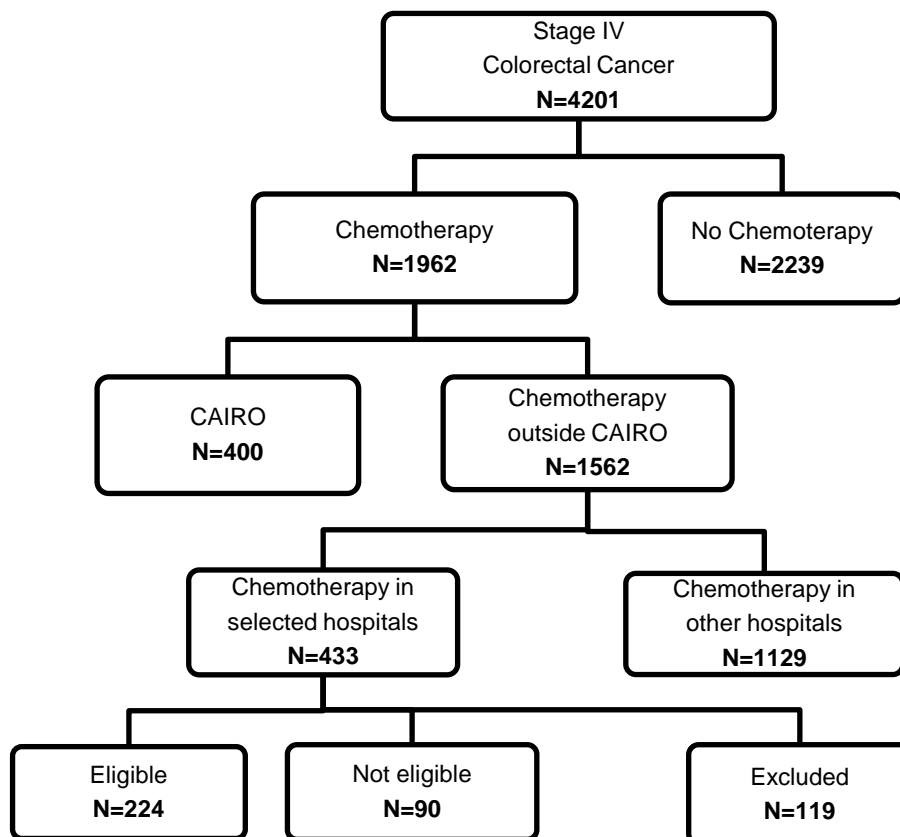 Stage IV
Colorectal Cancer
N=4201
Chemotherapy
N=1962
No Chemoterapy
N=2239
CAIRO
N=400
Chemotherapy
outside CAIRO
N=1562
Chemotherapy in
selected hospitals
N=433
Chemotherapy in
other hospitals
N=1129
Eligible
N=224
Not eligible
N=90
Excluded
N=119